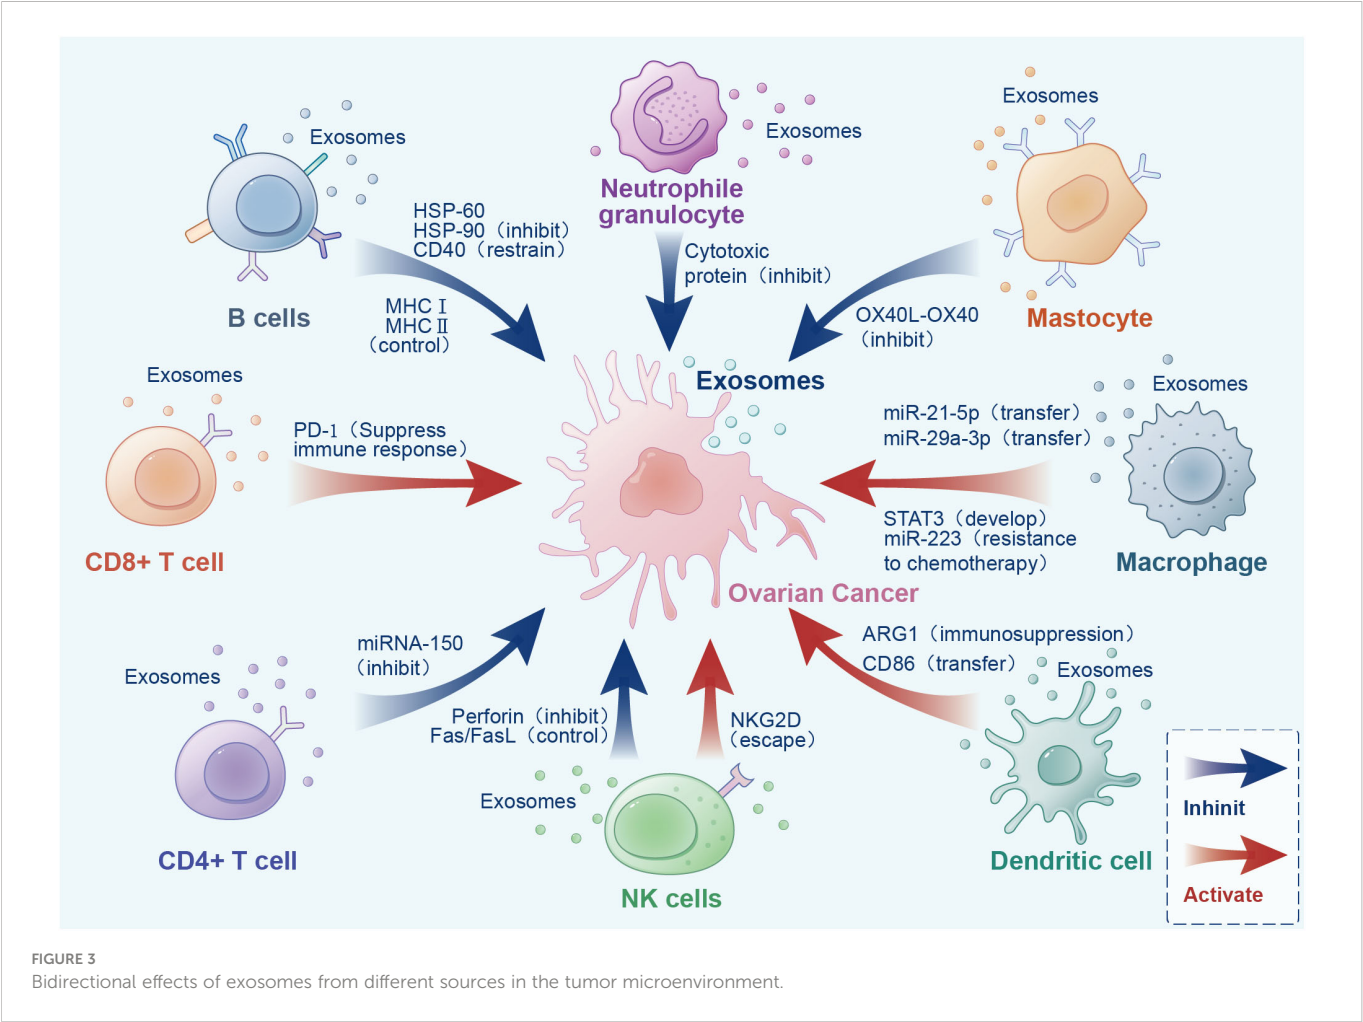 Exosomes
B cells
HSP-60
HSP-90（inhibit）
CD40（restrain）
MHC Ⅰ
MHC Ⅱ
（control）
Exosomes
Neutrophile
granulocyte
Cytotoxic
protein（inhibit）
Exosomes
Mastocyte
OX40L-OX40
（inhibit）
Exosomes
CD8+ T cell
PD-1（Suppress
immune response）
Exosomes
Ovarian Cancer
miR-21-5p（transfer）
miR-29a-3p（transfer）
STAT3（develop）
miR-223（resistance
to chemotherapy）
Exosomes
Macrophage
Exosomes
CD4+ T cell
miRNA-150
（inhibit）
Perforin（inhibit）
Fas/FasL（control）
NKG2D
（escape）
Exosomes
NK cells
ARG1（immunosuppression）
CD86（transfer）
Exosomes
Dendritic cell
Inhinit
Activate
FIGURE 3
Bidirectional effects of exosomes from different sources in the tumor microenvironment.